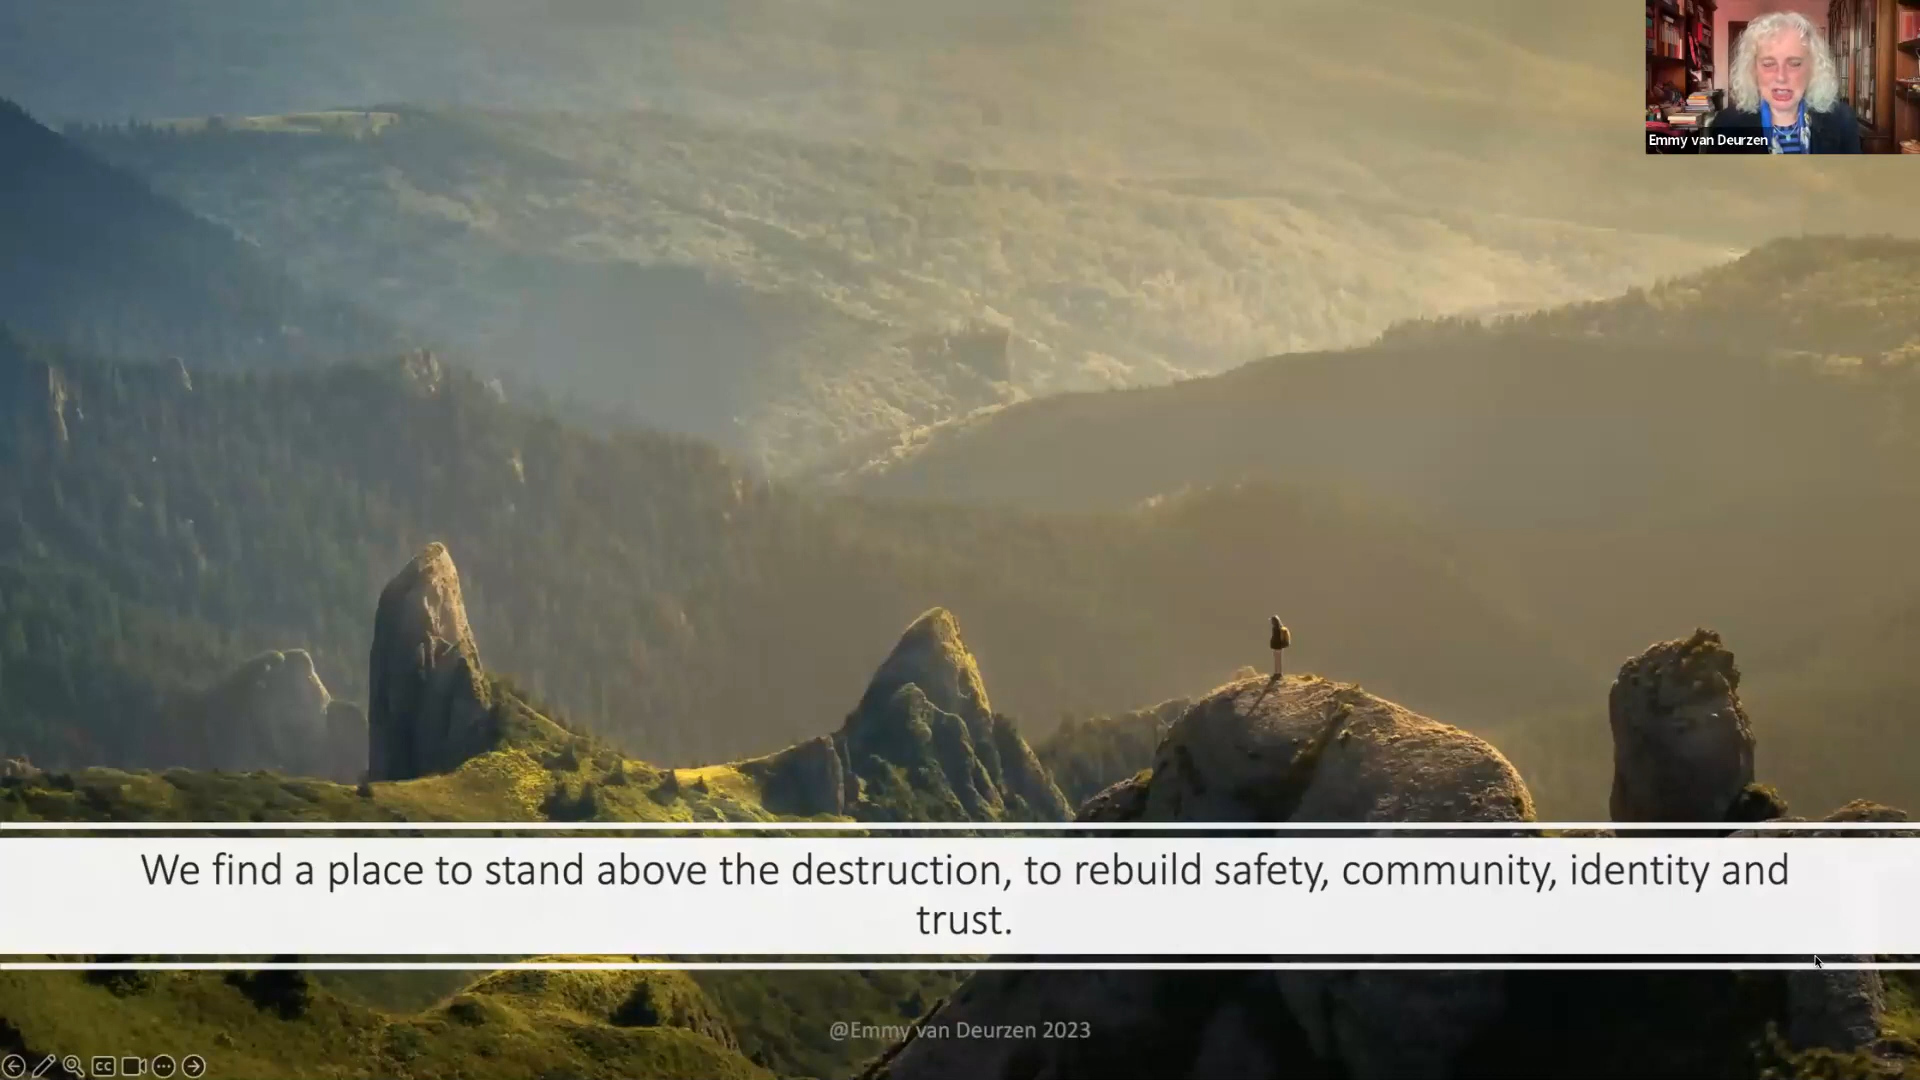 Emmy van Deurzen
We find a place to stand above the destruction, to rebuild safety, community, identity and
trust.
@Emmy van Deurzen 2023
CC